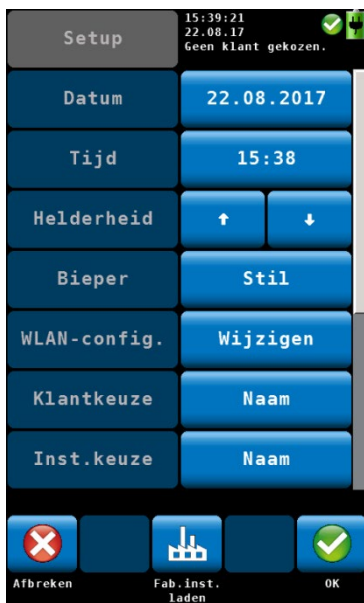 Setup
15:39:21
22.08.17
Geen klant gekozen.
Datum
22.08.2017
Tijd
15:38
Helderheid
Bieper
Stil
WLAN-config.
Wijzigen
Klantkeuze
Naam
Inst.keuze
Naam
Afbreken
Fab.inst.
laden
OK